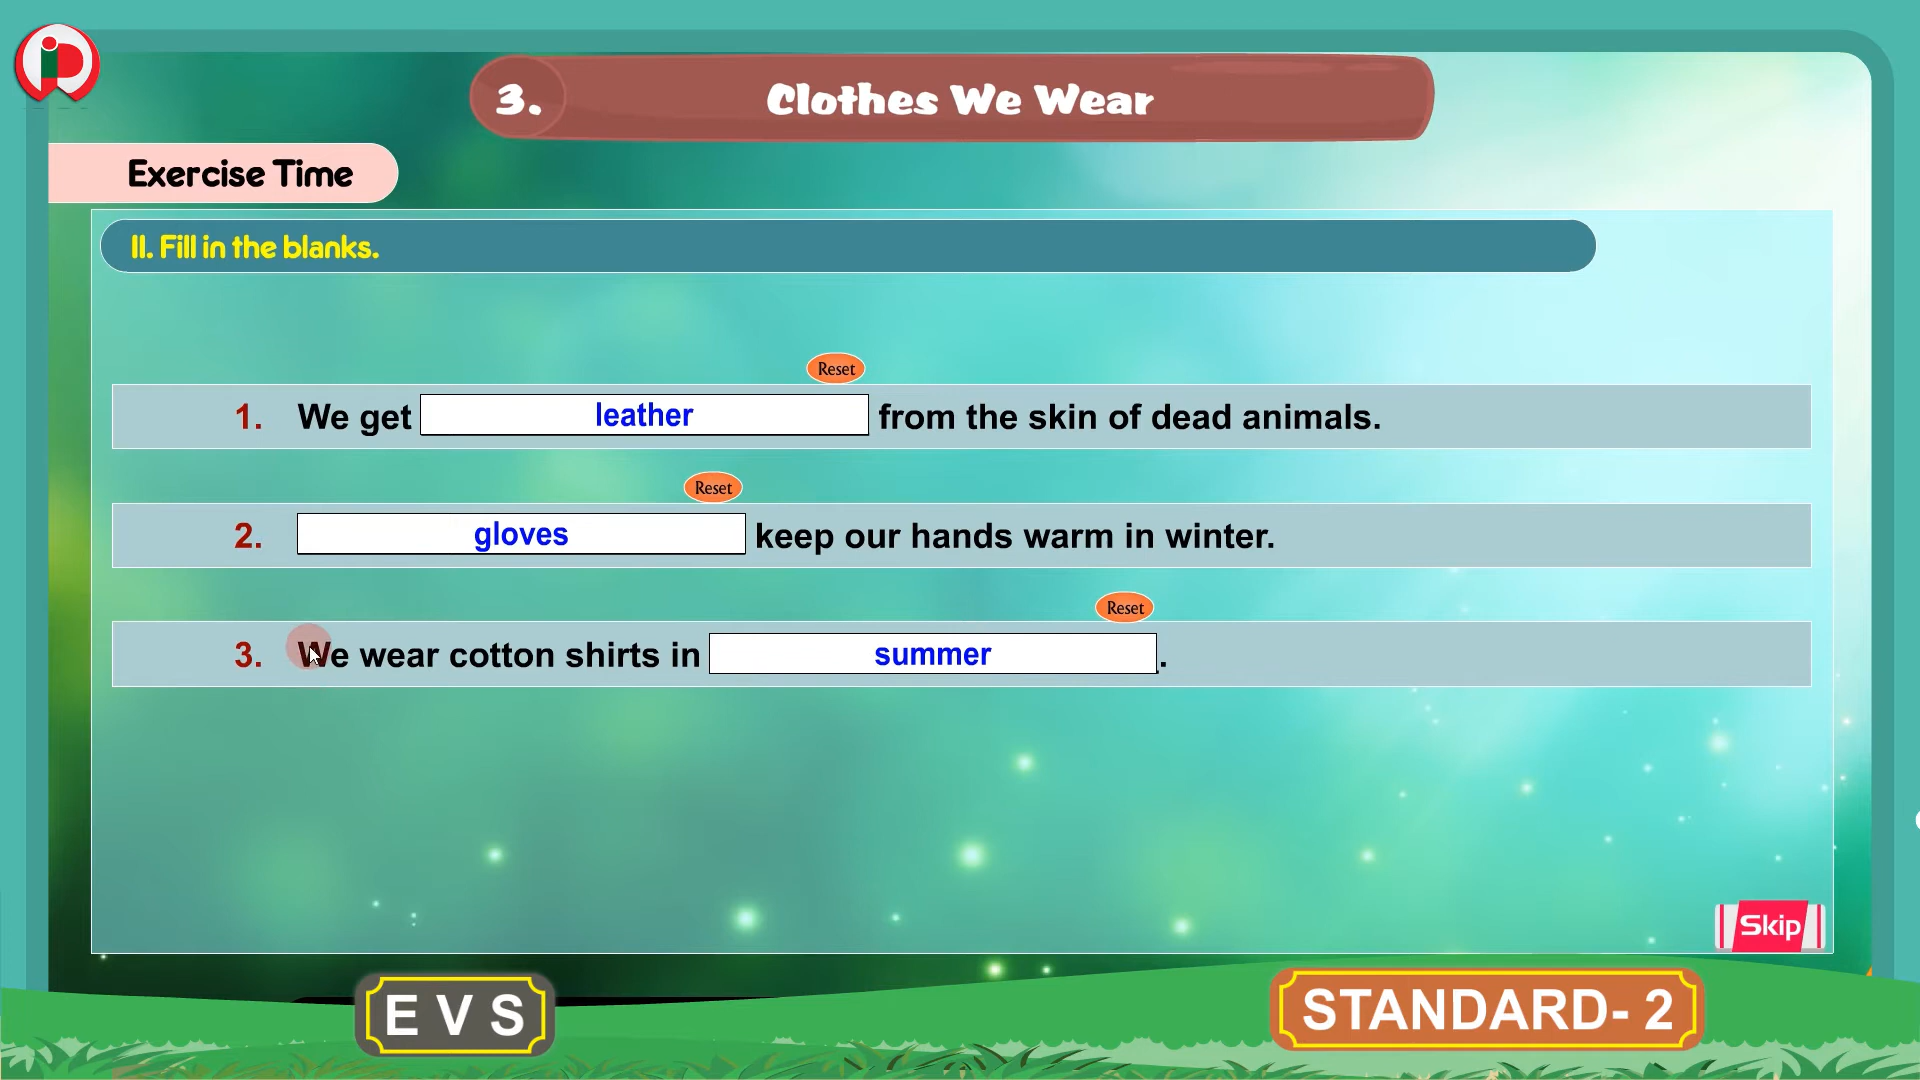 3. Clothes We Wear
Exercise Time
II. Fill in the blanks.
Reset
1. We get leather from the skin of dead animals.
Reset
2. gloves keep our hands warm in winter.
Reset
3. We wear cotton shirts in summer.
Skip
E V S
STANDARD- 2